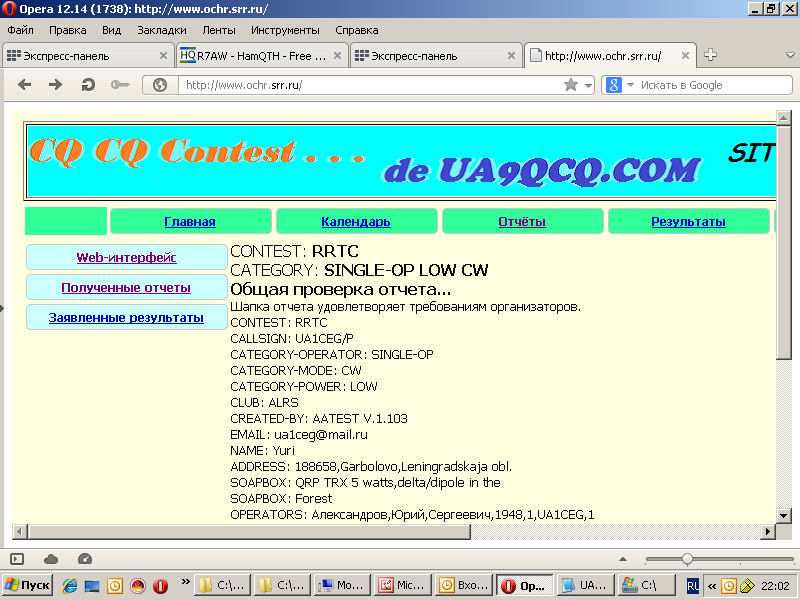 Opera 12.14 (1738): http://www.ochr.srr.ru/
Файл Правка Вид Закладки Ленты Инструменты Справка
Экспресс-панель R7AW - HamQTH - Free ... Экспресс-панель http://www.ochr.srr.ru/
http://www.ochr.srr.ru/ Искать в Google
CQ CQ Contest . . . de UA9QCQ.COM SIT
Главная Календарь Отчёты Результаты
Web-интерфейс
Полученные отчеты
Заявленные результаты
CONTEST: RRTC
CATEGORY: SINGLE-OP LOW CW
Общая проверка отчета...
Шапка отчета удовлетворяет требованиям организаторов.
CONTEST: RRTC
CALLSIGN: UA1CEG/P
CATEGORY-OPERATOR: SINGLE-OP
CATEGORY-MODE: CW
CATEGORY-POWER: LOW
CLUB: ALRS
CREATED-BY: AATEST V.1.103
EMAIL: ua1ceg@mail.ru
NAME: Yuri
ADDRESS: 188658,Garbolovo,Leningradskaja obl.
SOAPBOX: QRP TRX 5 watts,delta/dipole in the
SOAPBOX: Forest
OPERATORS: Александров,Юрий,Сергеевич,1948,1,UA1CEG,1
Пуск » C:\... C:\... Mo... Mic... Вхо... Op... UA... C:\ RL « 22:02